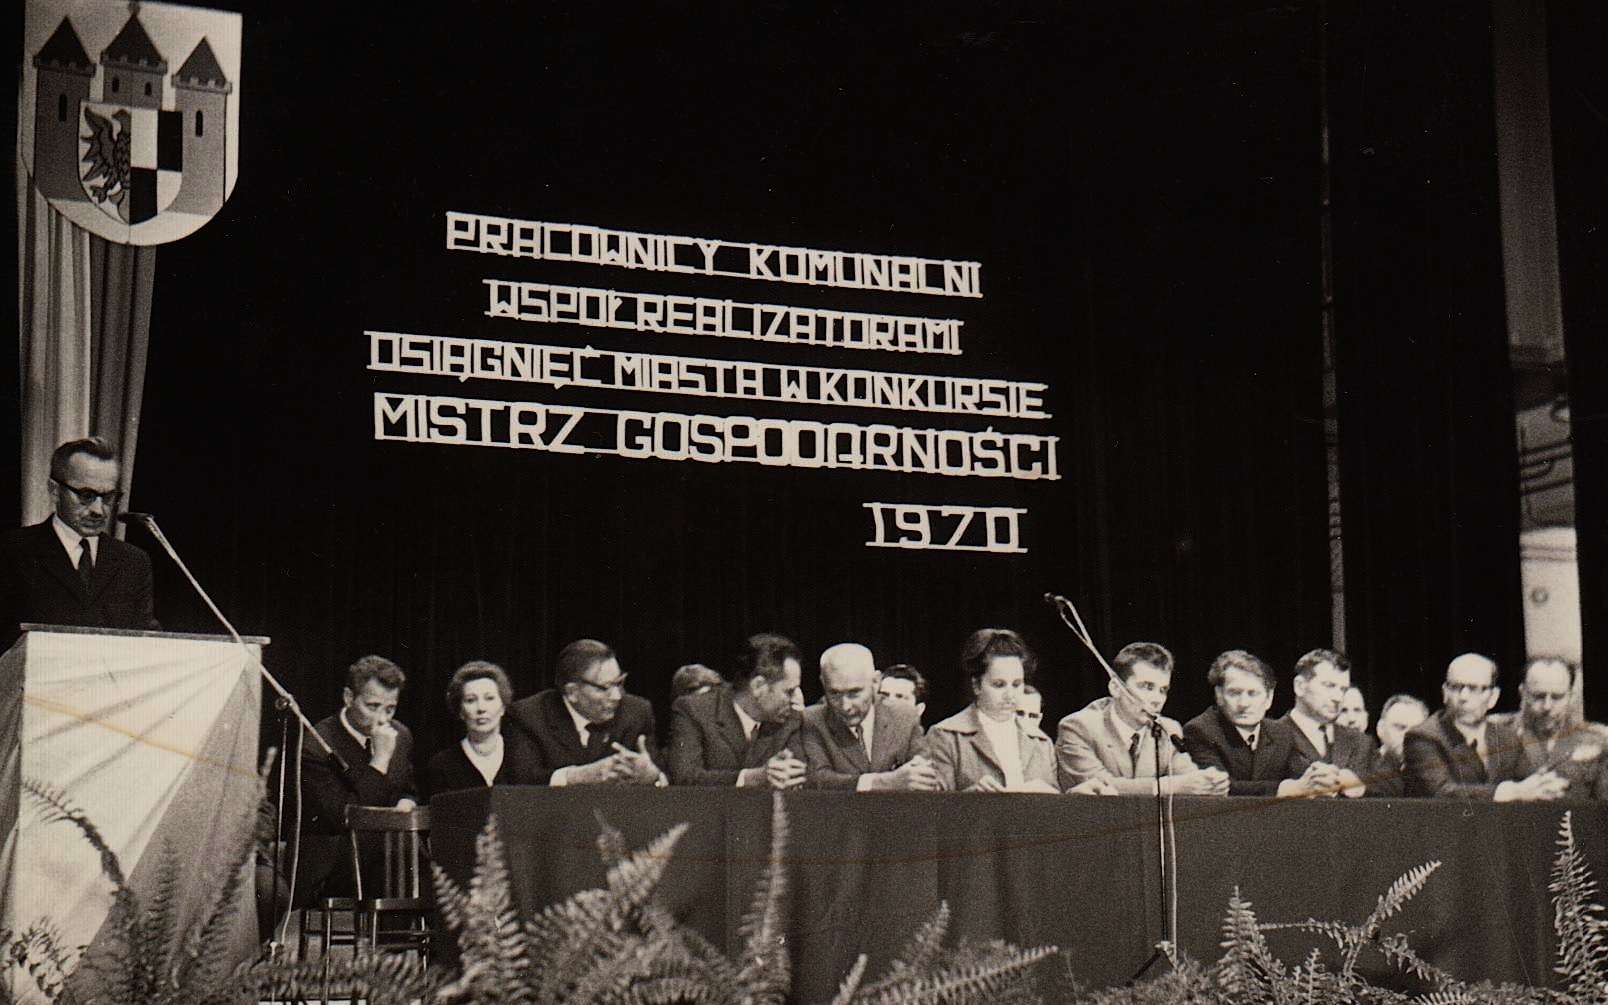 PRACOWNICY KOMUNALNI
WSPÓŁREALIZATORAMI
OSIĄGNIĘĆ MIASTA W KONKURSIE
MISTRZ GOSPODARNOŚCI
1970